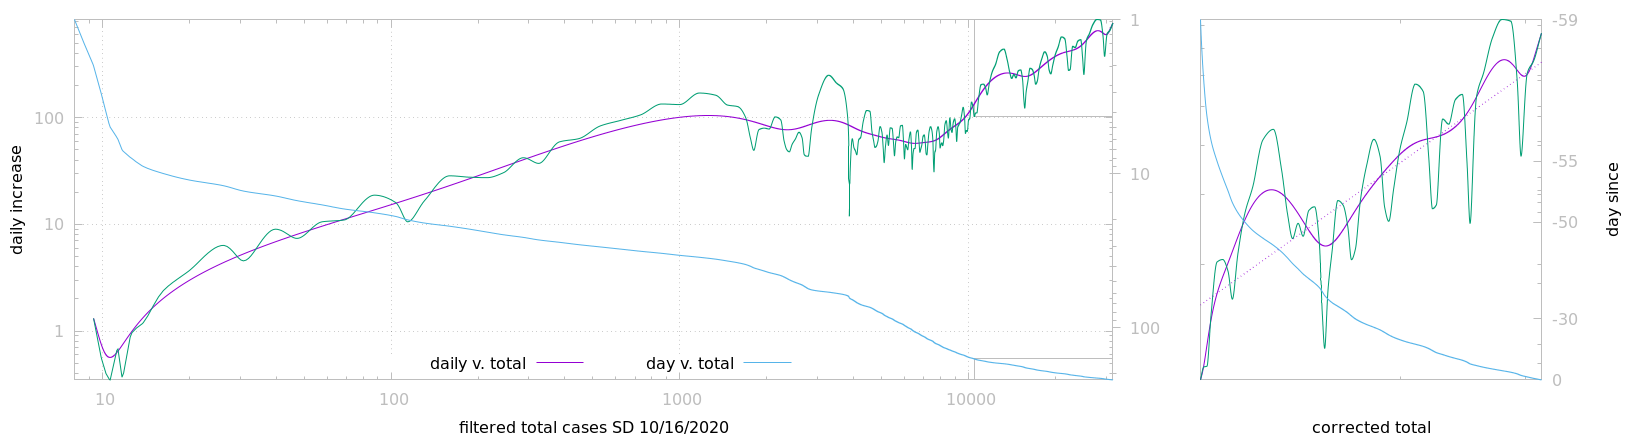 1
-59
100
10
-55
daily increase
day since
10
-50
1
100
-30
daily v. total
day v. total
0
10
100
1000
10000
filtered total cases SD 10/16/2020
corrected total